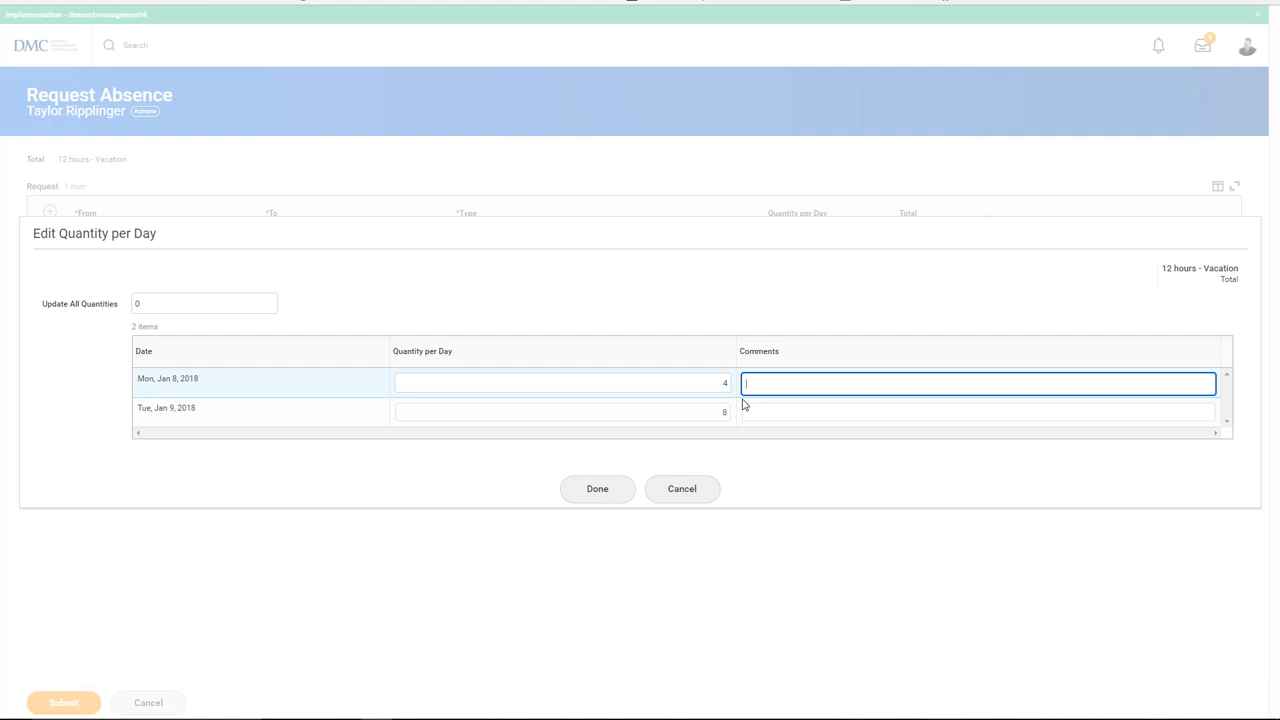 Implementation - deseretmanagement4
DMC
Search
9
Request Absence
Taylor Ripplinger Actions
Total 12 hours - Vacation
Request 1 item
*From *To *Type Quantity per Day Total
Edit Quantity per Day
12 hours - Vacation
Total
Update All Quantities 0
2 items
Date Quantity per Day Comments
Mon, Jan 8, 2018 4
Tue, Jan 9, 2018 8
Done Cancel
Submit Cancel